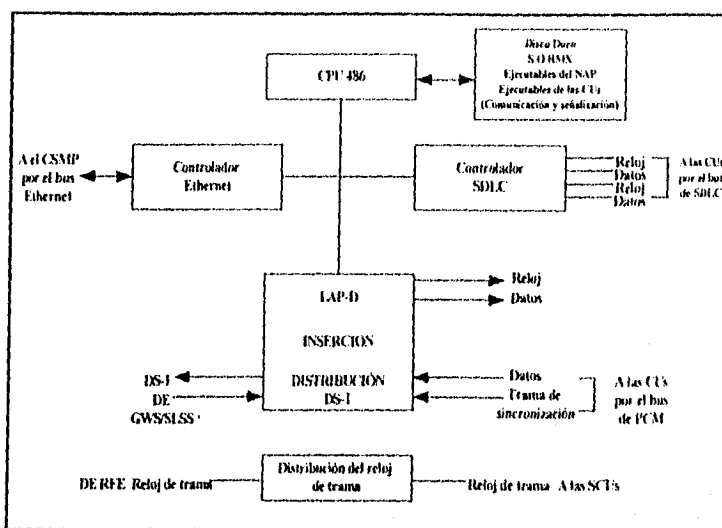 Disco Duro
S O RMX
CPU 486
Ejecutables del NAP
Ejecutables de las CUs
(Comunicación y señalización)
A el CSMP
por el bus
Ethernet
Controlador
Ethernet
Controlador
SDLC
Reloj
Datos
Reloj
Datos
A las CUs
por el bus
de SDLC
LAP-D
Reloj
Datos
INSERCIOS
DS-1
DE
GWS/SLSS
DISTRIBUCIÓN
DS-1
Datos
Trama de
sincronización
A las CUs
por el bus
de PCM
DE RFE Reloj de trama
Distribución del reloj
de trama
Reloj de trama A las SCUs